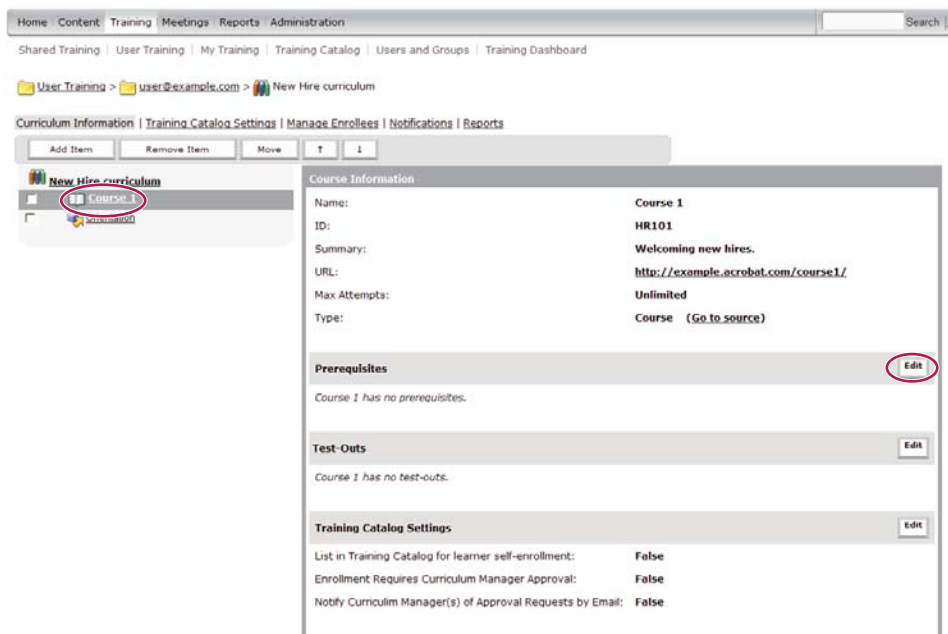 Home Content Training Meetings Reports Administration Search
Shared Training | User Training | My Training | Training Catalog | Users and Groups | Training Dashboard
User Training > user@example.com > New Hire curriculum
Curriculum Information | Training Catalog Settings | Manage Enrollees | Notifications | Reports
Add Item Remove Item Move ↑ ↓
New Hire curriculum
Course 1
Orientation
Course Information
Name: Course 1
ID: HR101
Summary: Welcoming new hires.
URL: http://example.acrobat.com/course1/
Max Attempts: Unlimited
Type: Course (Go to source)
Prerequisites Edit
Course 1 has no prerequisites.
Test-Outs Edit
Course 1 has no test-outs.
Training Catalog Settings Edit
List in Training Catalog for learner self-enrollment: False
Enrollment Requires Curriculum Manager Approval: False
Notify Curriculim Manager(s) of Approval Requests by Email: False